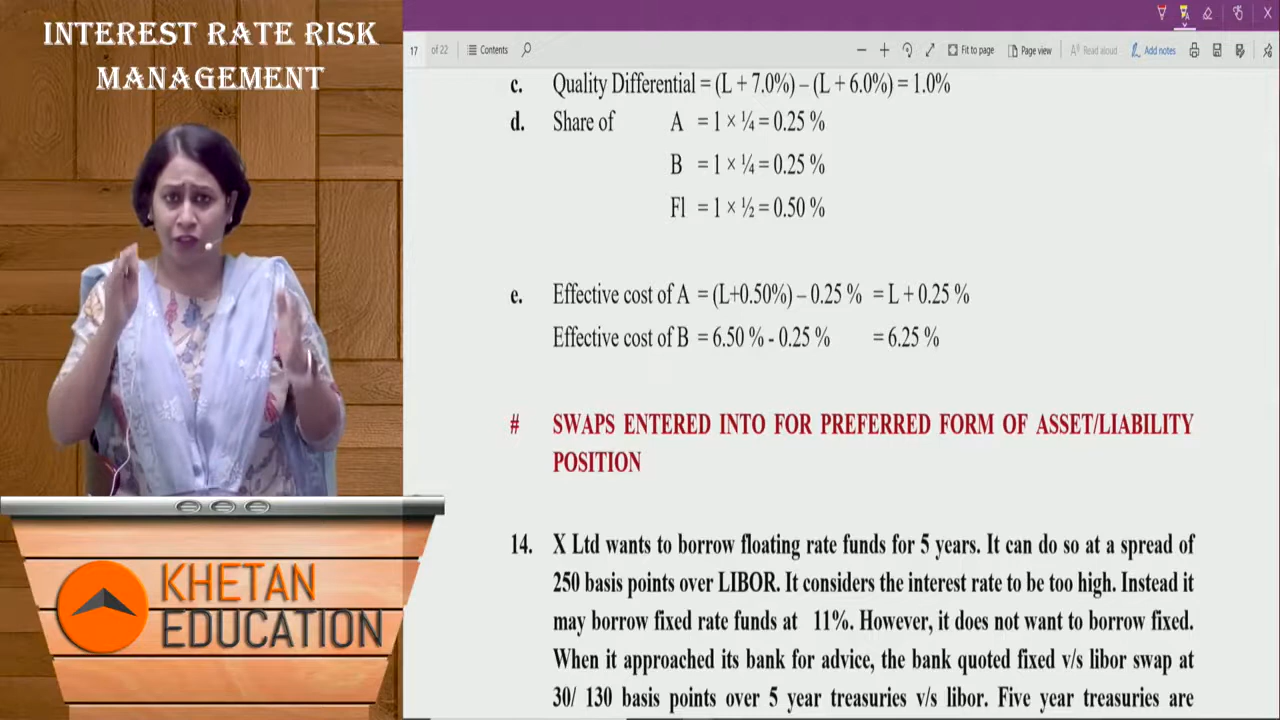 INTEREST RATE RISK
MANAGEMENT
17 of 22 Contents Fit to page Page view Read aloud Add notes
c. Quality Differential = (L + 7.0%) – (L + 6.0%) = 1.0%
d. Share of A = 1 × ¼ = 0.25 %
B = 1 × ¼ = 0.25 %
Fl = 1 × ½ = 0.50 %
e. Effective cost of A = (L+0.50%) – 0.25 % = L + 0.25 %
Effective cost of B = 6.50 % - 0.25 % = 6.25 %
# SWAPS ENTERED INTO FOR PREFERRED FORM OF ASSET/LIABILITY
POSITION
14. X Ltd wants to borrow floating rate funds for 5 years. It can do so at a spread of
250 basis points over LIBOR. It considers the interest rate to be too high. Instead it
may borrow fixed rate funds at 11%. However, it does not want to borrow fixed.
When it approached its bank for advice, the bank quoted fixed v/s libor swap at
30/ 130 basis points over 5 year treasuries v/s libor. Five year treasuries are
KHETAN
EDUCATION